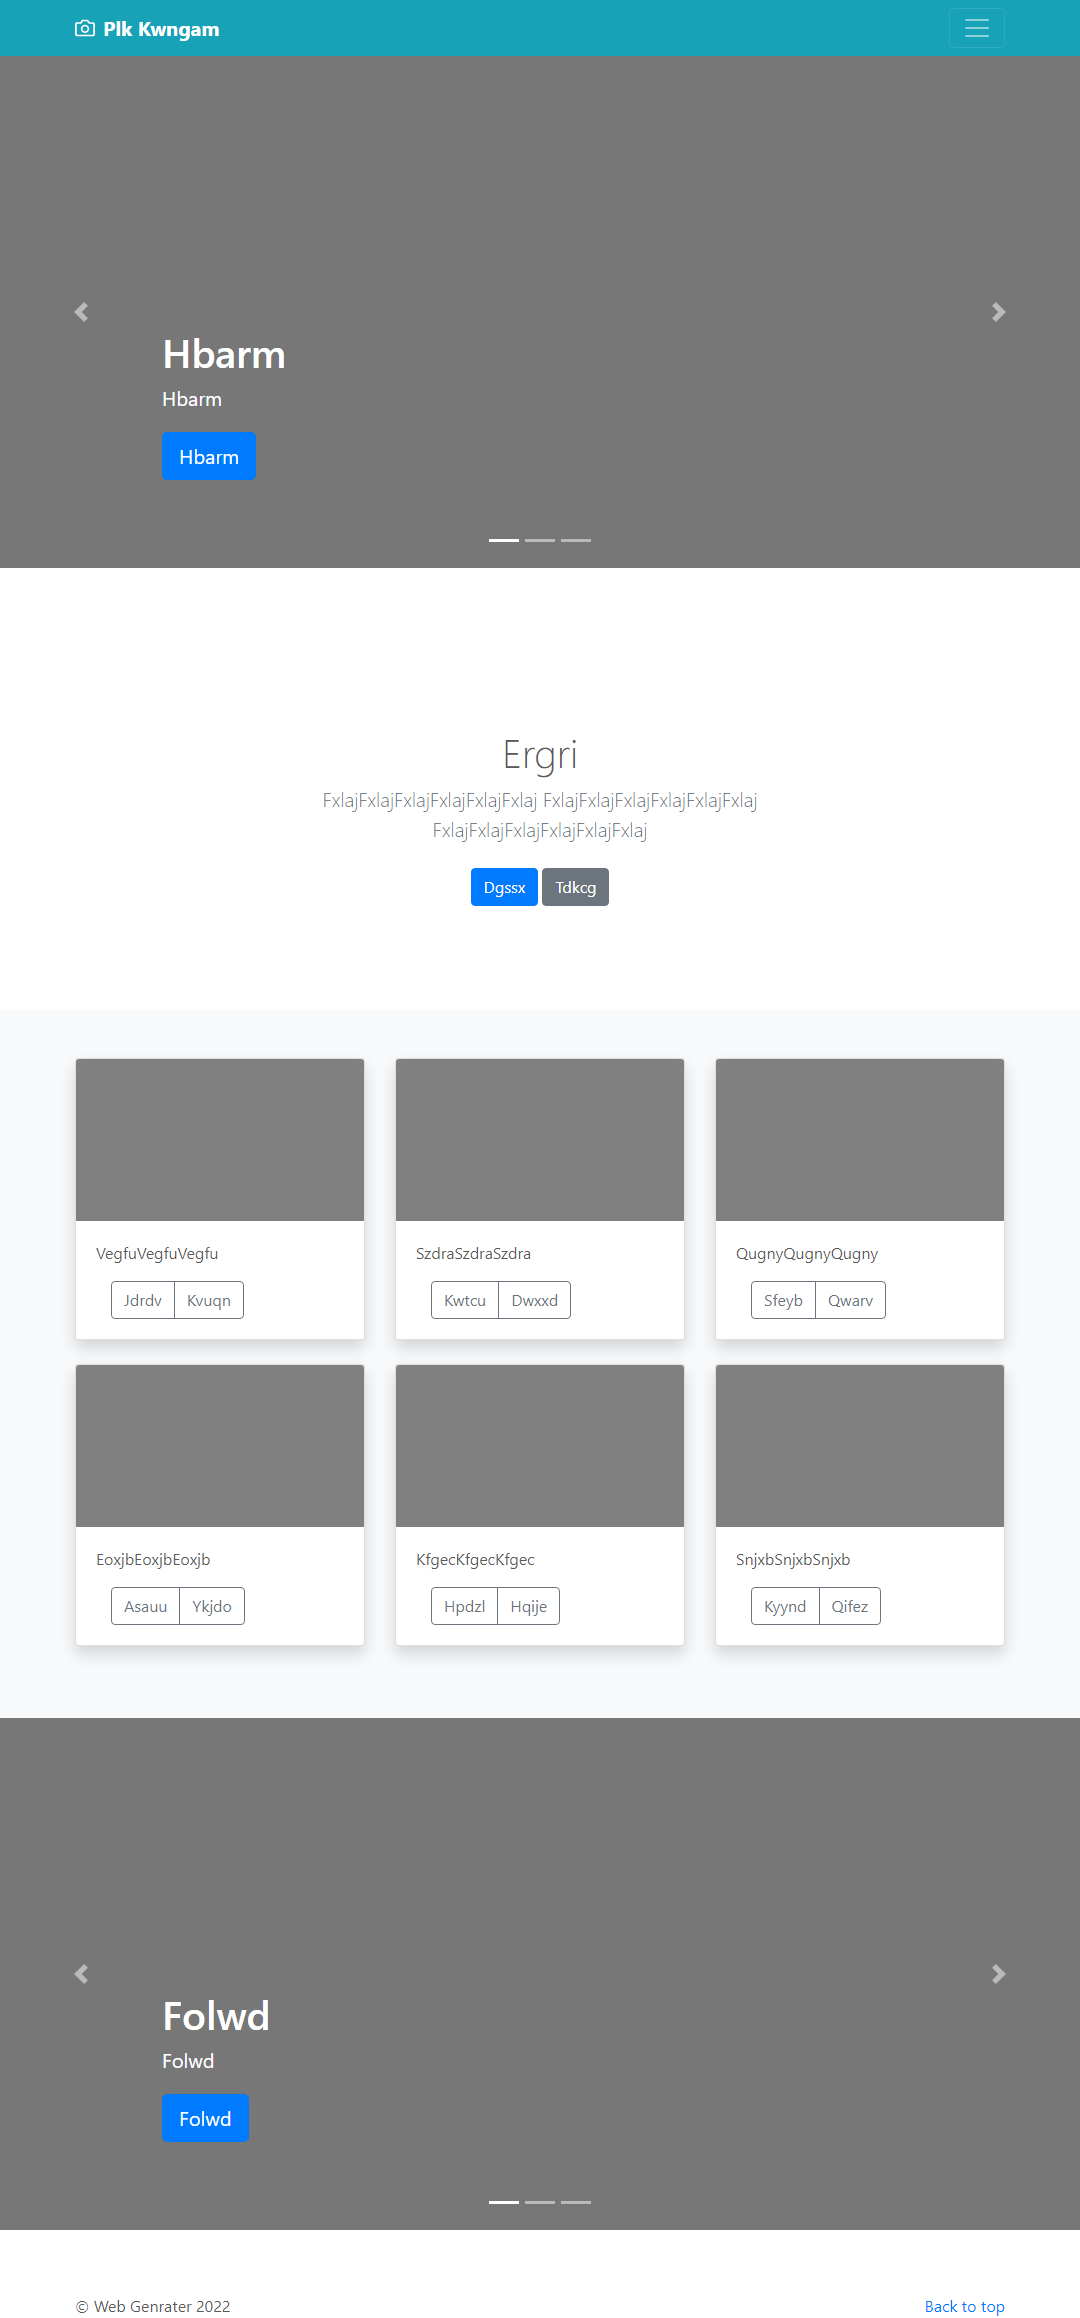 Plk Kwngam
Hbarm
Hbarm
Hbarm
Ergri
FxlajFxlajFxlajFxlajFxlajFxlaj FxlajFxlajFxlajFxlajFxlajFxlaj
FxlajFxlajFxlajFxlajFxlajFxlaj
Dgssx Tdkcg
VegfuVegfuVegfu
Jdrdv Kvuqn
SzdraSzdraSzdra
Kwtcu Dwxxd
QugnyQugnyQugny
Sfeyb Qwarv
EoxjbEoxjbEoxjb
Asauu Ykjdo
KfgecKfgecKfgec
Hpdzl Hqije
SnjxbSnjxbSnjxb
Kyynd Qifez
Folwd
Folwd
Folwd
© Web Genrater 2022
Back to top